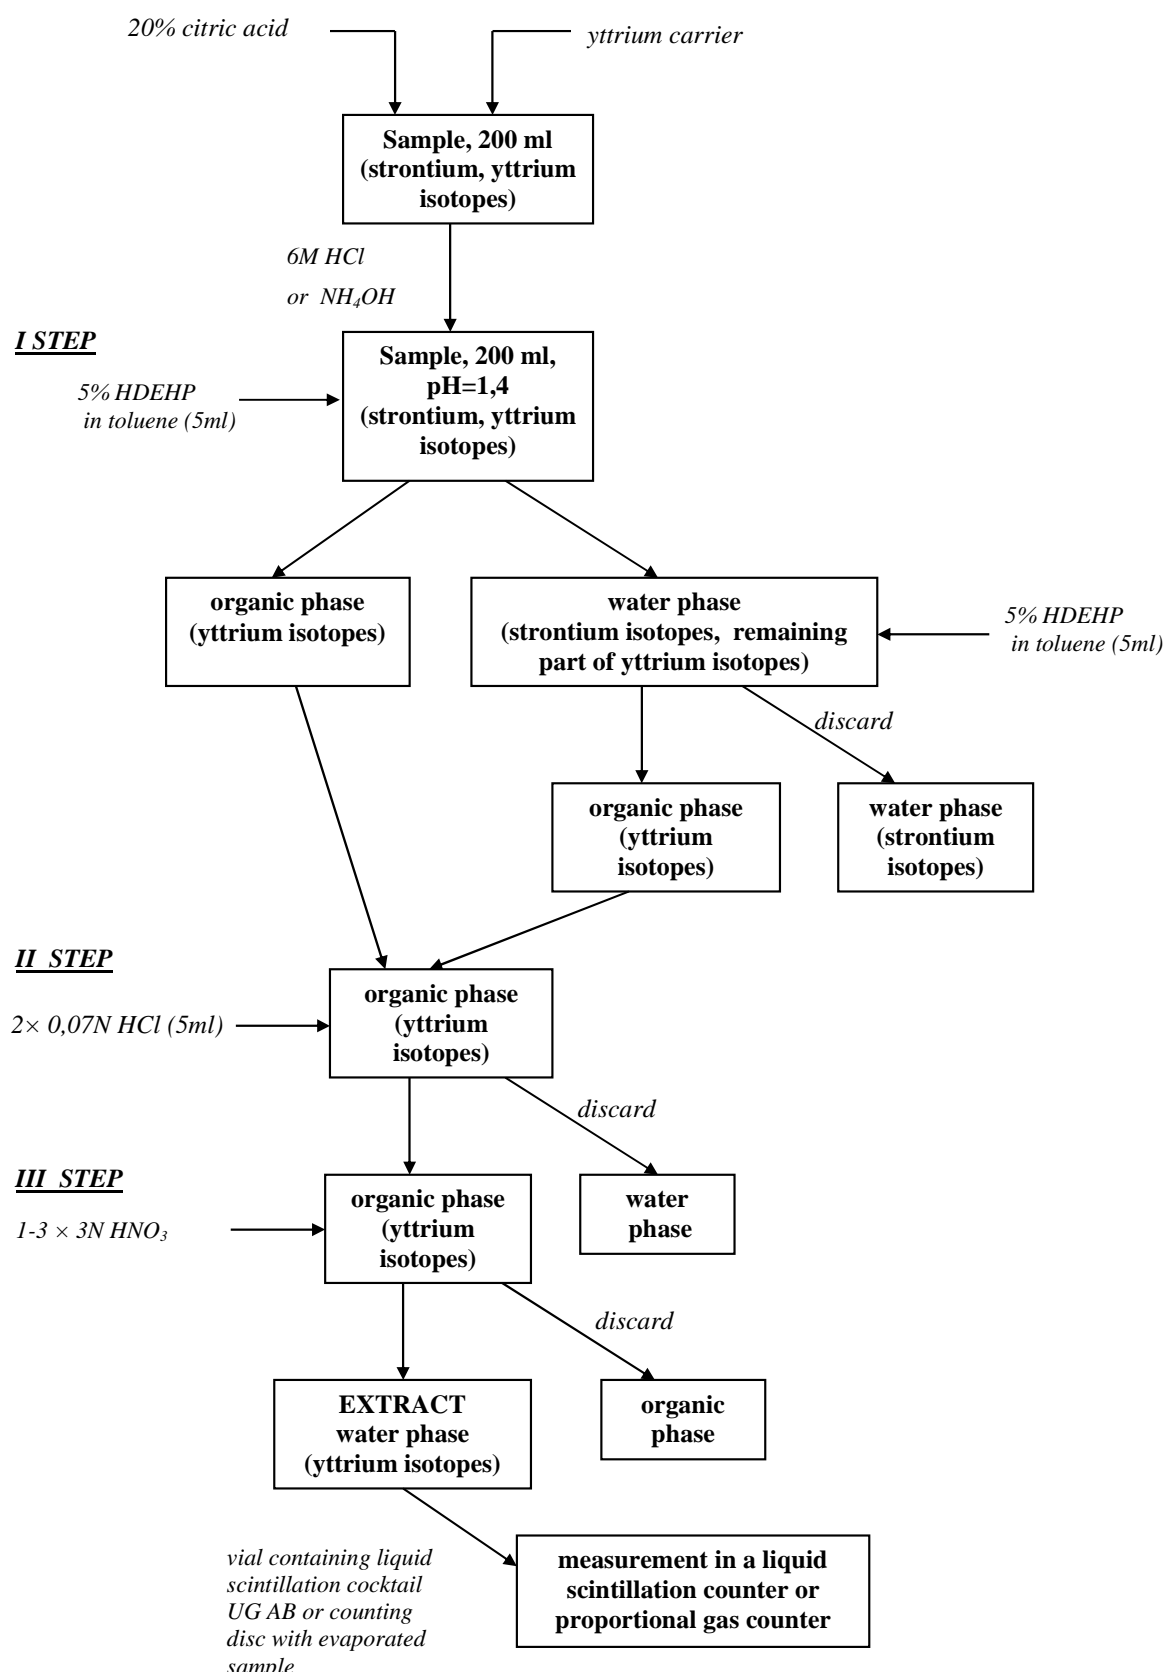 20% citric acid
yttrium carrier
Sample, 200 ml
(strontium, yttrium
isotopes)
6M HCl
or NH₄OH
I STEP
5% HDEHP
in toluene (5ml)
Sample, 200 ml,
pH=1,4
(strontium, yttrium
isotopes)
organic phase
(yttrium isotopes)
water phase
(strontium isotopes, remaining
part of yttrium isotopes)
5% HDEHP
in toluene (5ml)
discard
organic phase
(yttrium
isotopes)
water phase
(strontium
isotopes)
II STEP
2× 0,07N HCl (5ml)
organic phase
(yttrium
isotopes)
discard
III STEP
1-3 × 3N HNO₃
organic phase
(yttrium
isotopes)
water
phase
discard
EXTRACT
water phase
(yttrium isotopes)
organic
phase
vial containing liquid
scintillation cocktail
UG AB or counting
disc with evaporated
sample
measurement in a liquid
scintillation counter or
proportional gas counter